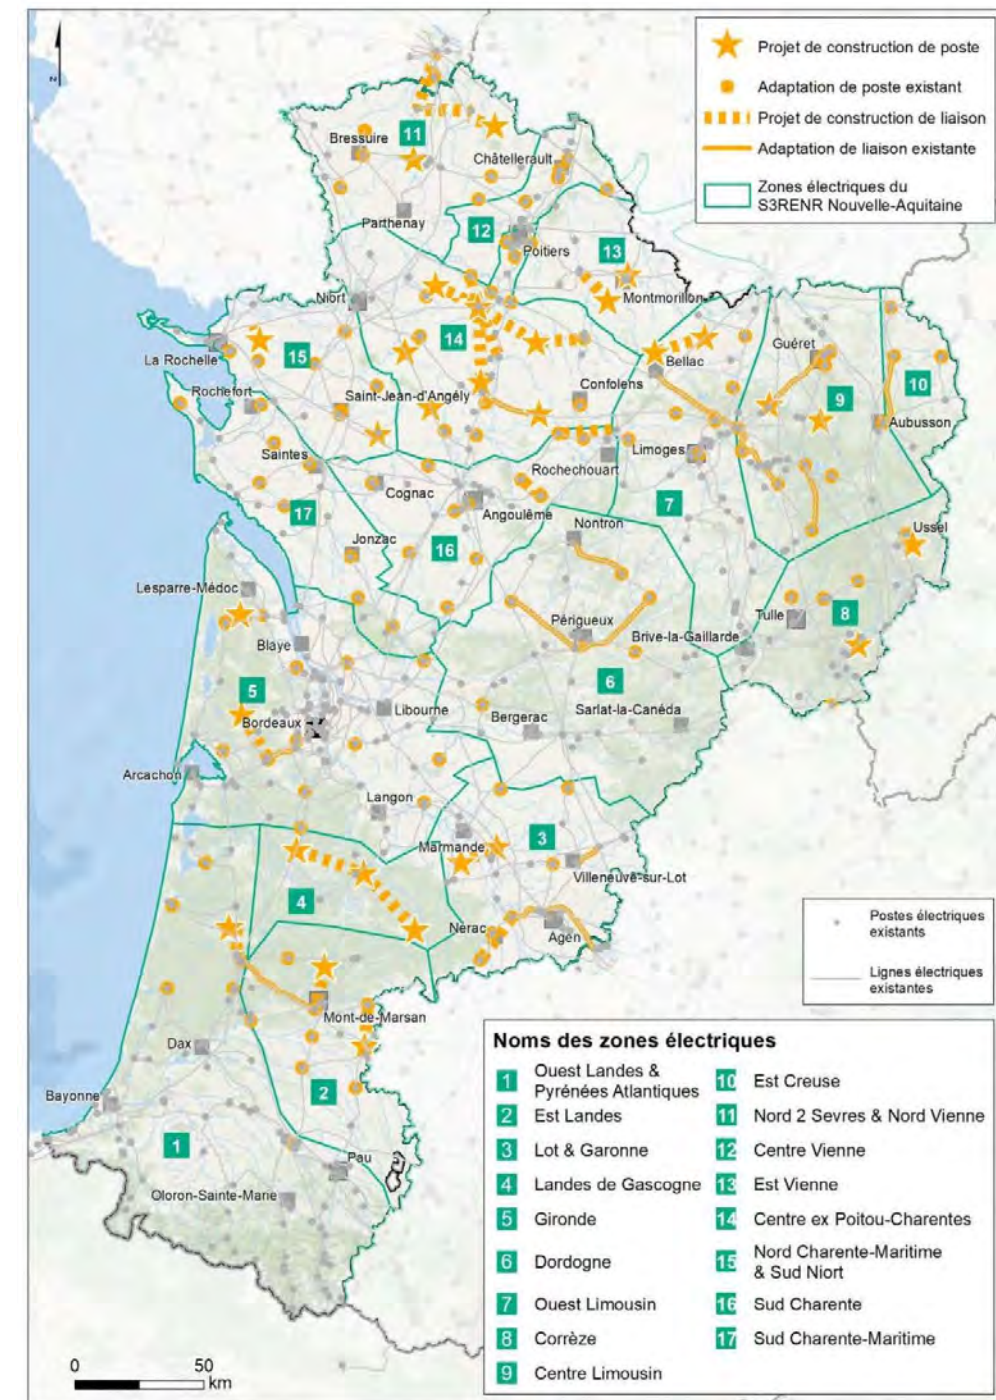 Projet de construction de poste
Adaptation de poste existant
Projet de construction de liaison
Adaptation de liaison existante
Zones électriques du
S3RENR Nouvelle-Aquitaine
z
11
Bressuire
Châtellerault
Parthenay
12
Poitiers
13
Niort
Montmorillon
La Rochelle
15
14
Bellac
Guéret
10
Rochefort
Saint-Jean-d'Angély
Confolens
9
Aubusson
Saintes
Limoges
Rochechouart
Cognac
17
Angoulême
7
Jonzac
16
Nontron
Ussel
Lesparre-Médoc
Tulle
8
Blaye
Périgueux
Brive-la-Gaillarde
5
6
Bordeaux
Libourne
Bergerac
Sarlat-la-Canéda
Arcachon
Langon
Marmande
3
Villeneuve-sur-Lot
4
Nérac
Agen
Postes électriques
existants
Lignes électriques
existantes
Mont-de-Marsan
Dax
Bayonne
2
1
Pau
Oloron-Sainte-Marie
Noms des zones électriques
1 Ouest Landes &
Pyrénées Atlantiques
2 Est Landes
3 Lot & Garonne
4 Landes de Gascogne
5 Gironde
6 Dordogne
7 Ouest Limousin
8 Corrèze
9 Centre Limousin
10 Est Creuse
11 Nord 2 Sevres & Nord Vienne
12 Centre Vienne
13 Est Vienne
14 Centre ex Poitou-Charentes
15 Nord Charente-Maritime
& Sud Niort
16 Sud Charente
17 Sud Charente-Maritime
0 50
km